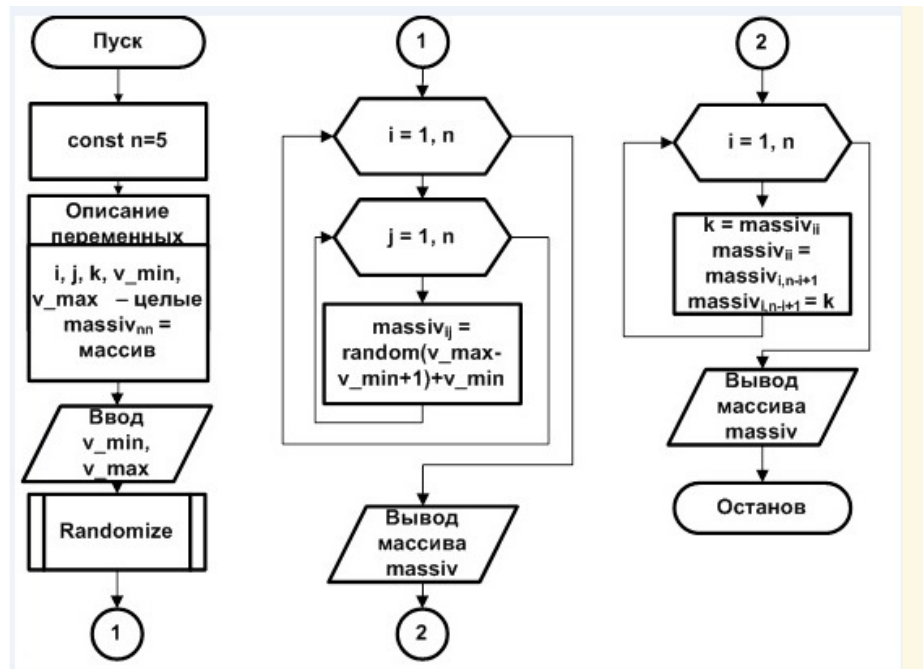 Пуск
const n=5
Описание
переменных
i, j, k, v_min,
v_max – целые
massivnn =
массив
Ввод
v_min,
v_max
Randomize
1
1
i = 1, n
j = 1, n
massivij =
random(v_max-
v_min+1)+v_min
Вывод
массива
massiv
2
2
i = 1, n
k = massivii
massivii =
massivi,n-i+1
massivi,n-i+1 = k
Вывод
массива
massiv
Останов